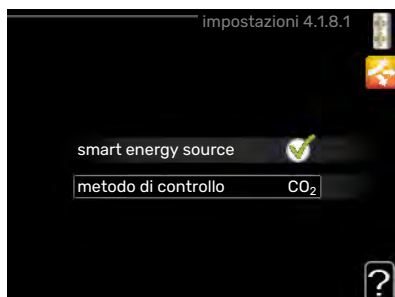 impostazioni 4.1.8.1
smart energy source
metodo di controllo CO₂
?